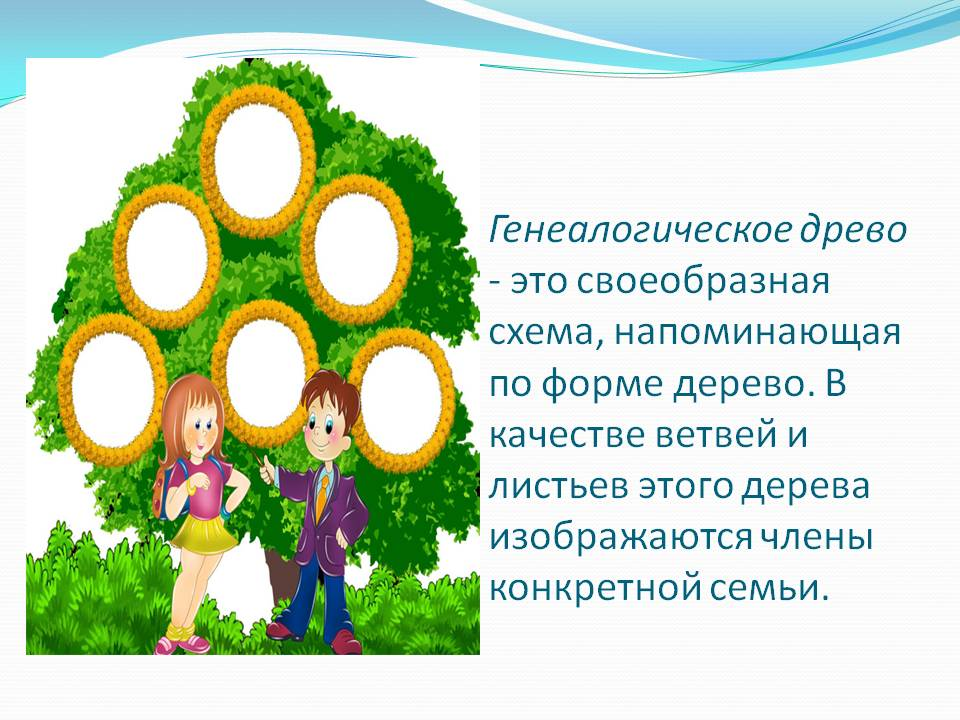 Генеалогическое древо
- это своеобразная
схема, напоминающая
по форме дерево. В
качестве ветвей и
листьев этого дерева
изображаются члены
конкретной семьи.